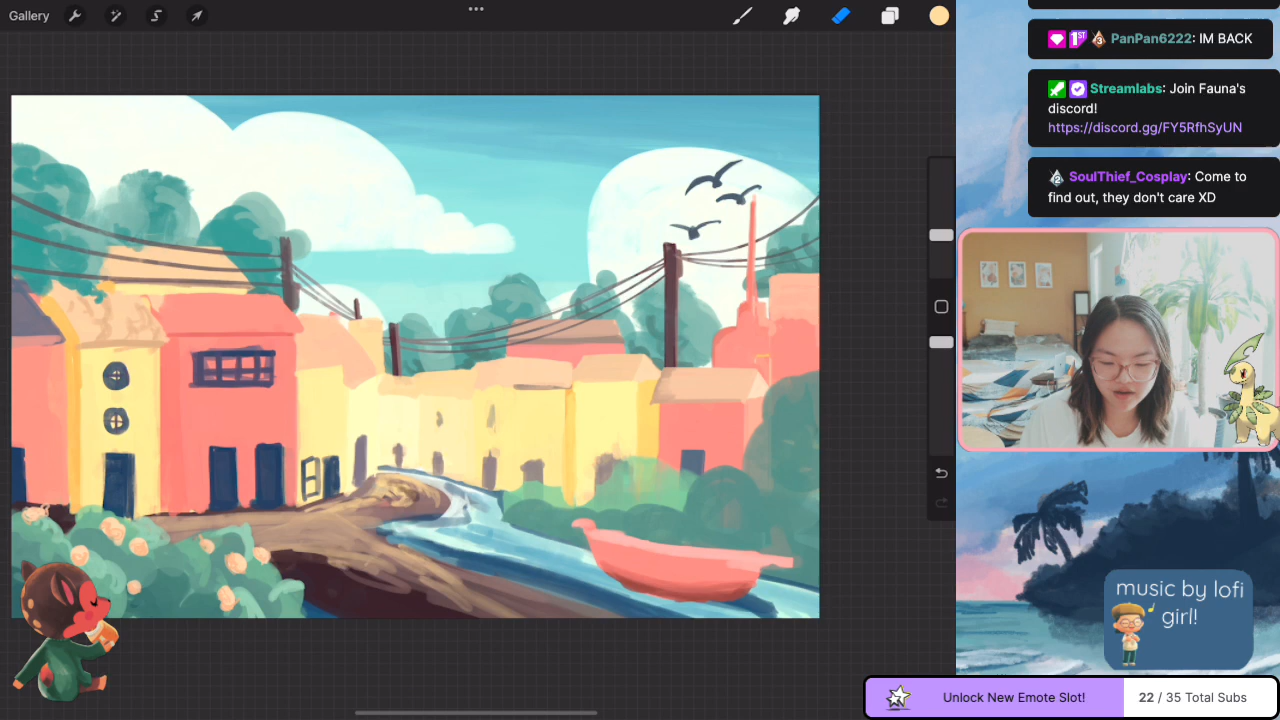 Gallery
PanPan6222: IM BACK
Streamlabs: Join Fauna's
discord!
https://discord.gg/FY5RfhSyUN
SoulThief_Cosplay: Come to
find out, they don't care XD
music by lofi
girl!
Unlock New Emote Slot!
22 / 35 Total Subs